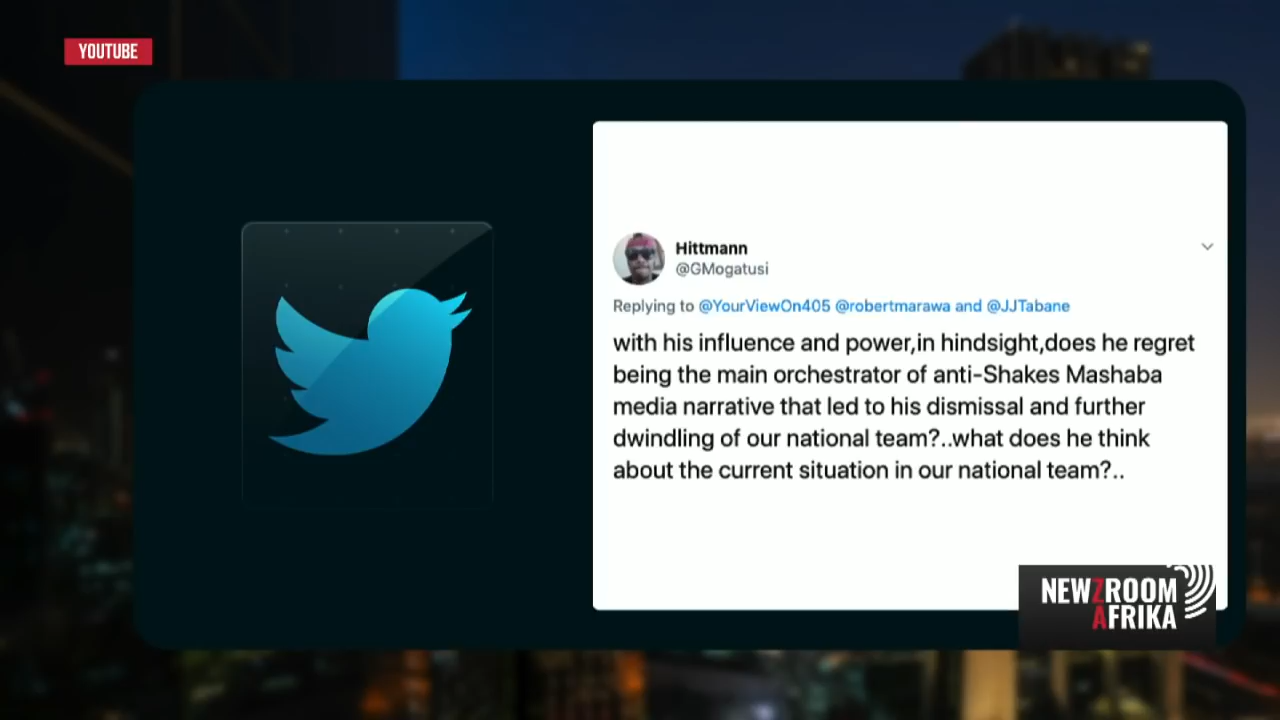 YOUTUBE
Hittmann
@GMogatusi
Replying to @YourViewOn405 @robertmarawa and @JJTabane
with his influence and power,in hindsight,does he regret
being the main orchestrator of anti-Shakes Mashaba
media narrative that led to his dismissal and further
dwindling of our national team?..what does he think
about the current situation in our national team?..
NEWZROOM
AFRIKA